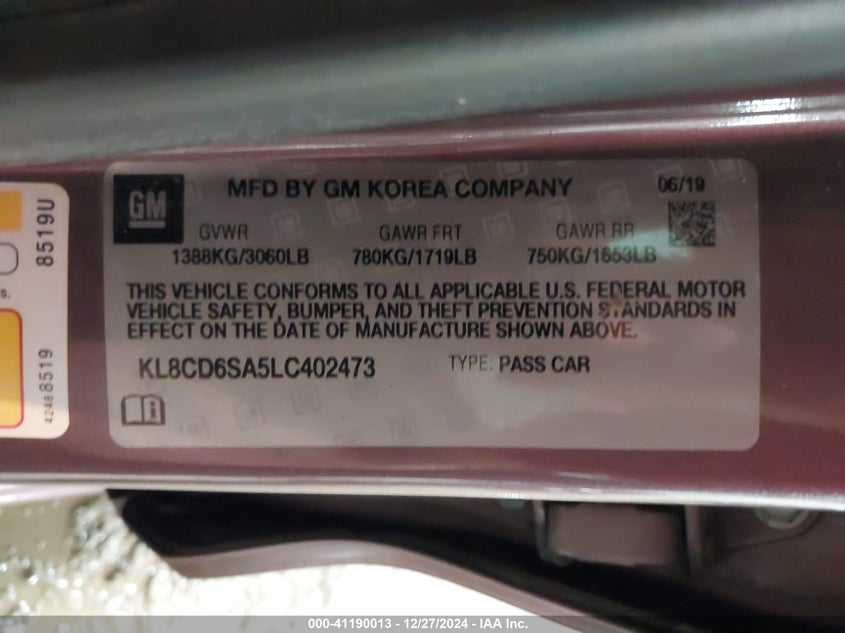 GM
MFD BY GM KOREA COMPANY
06/19
GVWR GAWR FRT GAWR RR
1388KG/3060LB 780KG/1719LB 750KG/1653LB
THIS VEHICLE CONFORMS TO ALL APPLICABLE U.S. FEDERAL MOTOR
VEHICLE SAFETY, BUMPER, AND THEFT PREVENTION STANDARDS IN
EFFECT ON THE DATE OF MANUFACTURE SHOWN ABOVE.
KL8CD6SA5LC402473 TYPE: PASS CAR
8519U
s.
8519
000-41190013 - 12/27/2024 - IAA Inc.